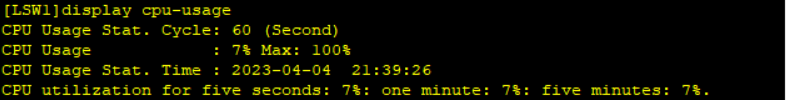 [LSW1]display cpu-usage
CPU Usage Stat. Cycle: 60 (Second)
CPU Usage            : 7% Max: 100%
CPU Usage Stat. Time : 2023-04-04  21:39:26
CPU utilization for five seconds: 7%: one minute: 7%: five minutes: 7%.